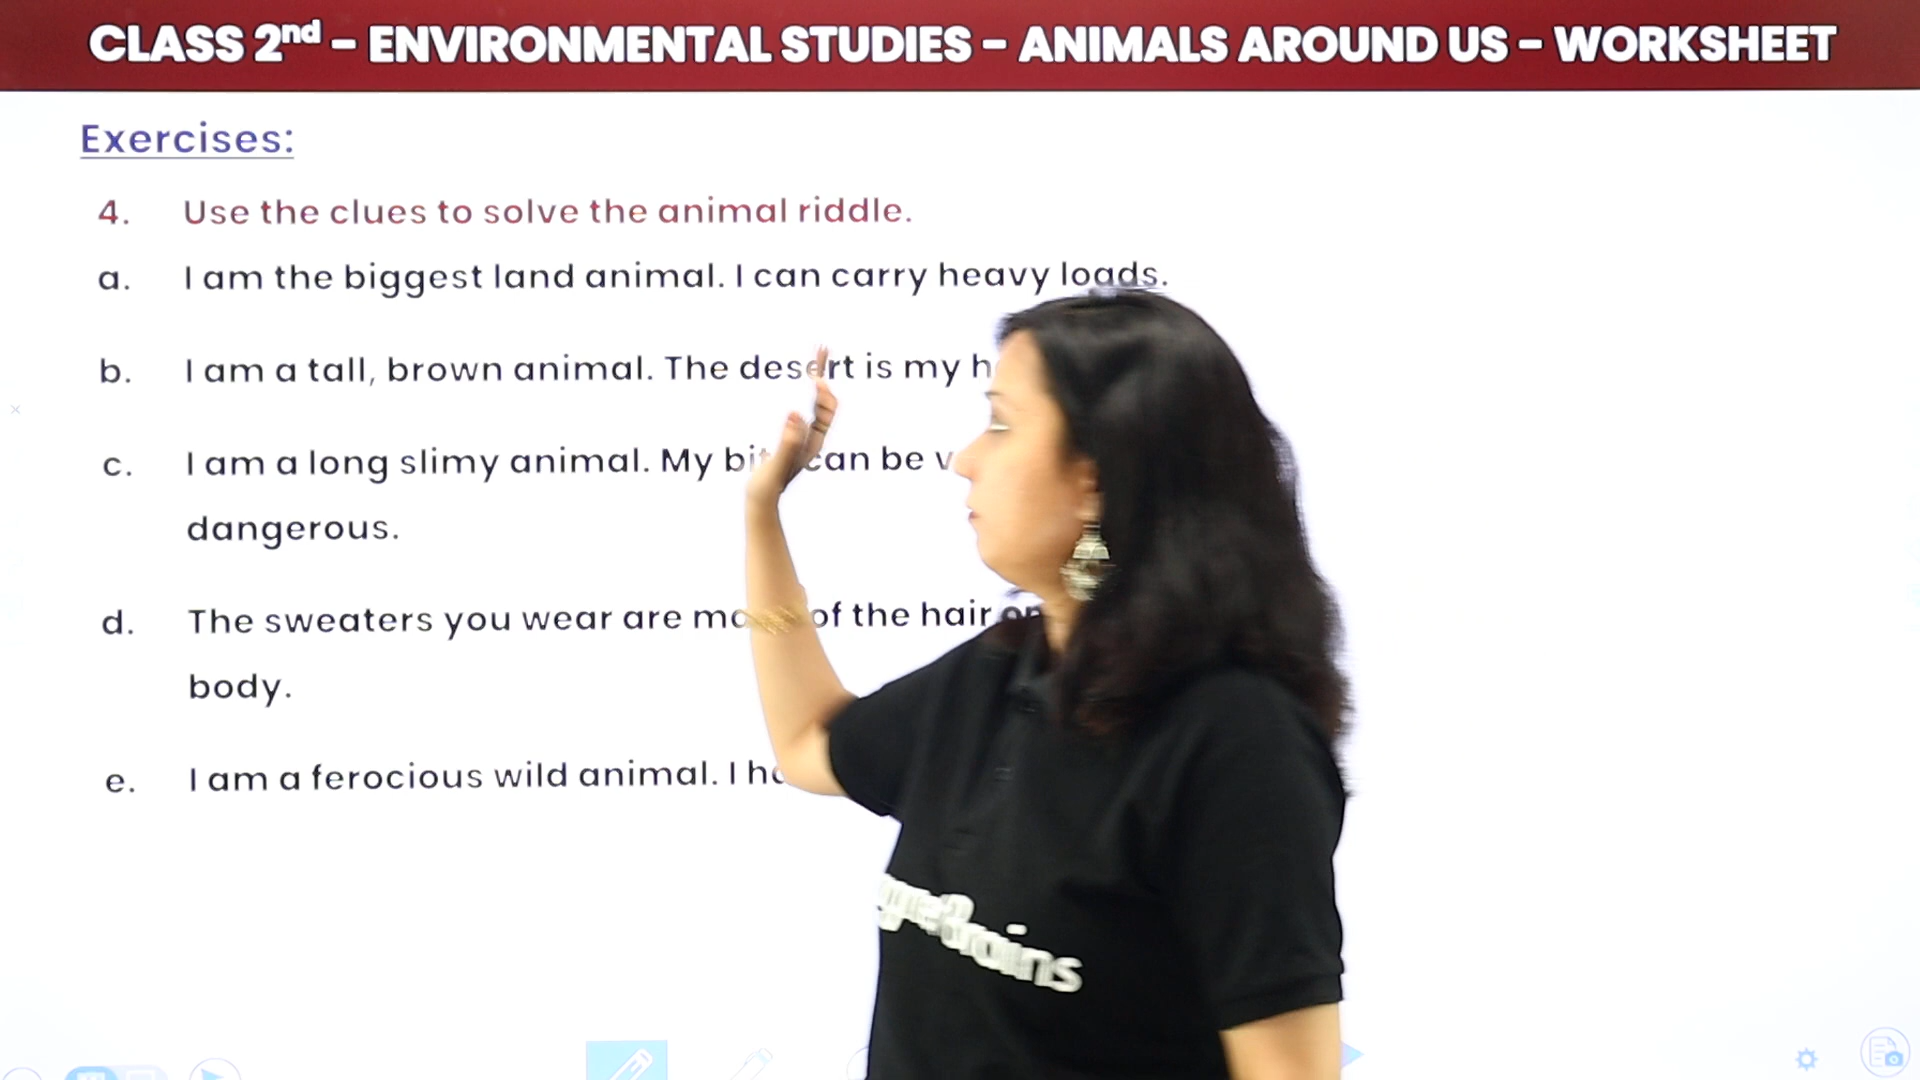 CLASS 2nd – ENVIRONMENTAL STUDIES – ANIMALS AROUND US – WORKSHEET
Exercises:
4. Use the clues to solve the animal riddle.
a. I am the biggest land animal. I can carry heavy loads.
b. I am a tall, brown animal. The desert is my
c. I am a long slimy animal. My can be
dangerous.
d. The sweaters you wear are of the hair on
body.
e. I am a ferocious wild animal. I